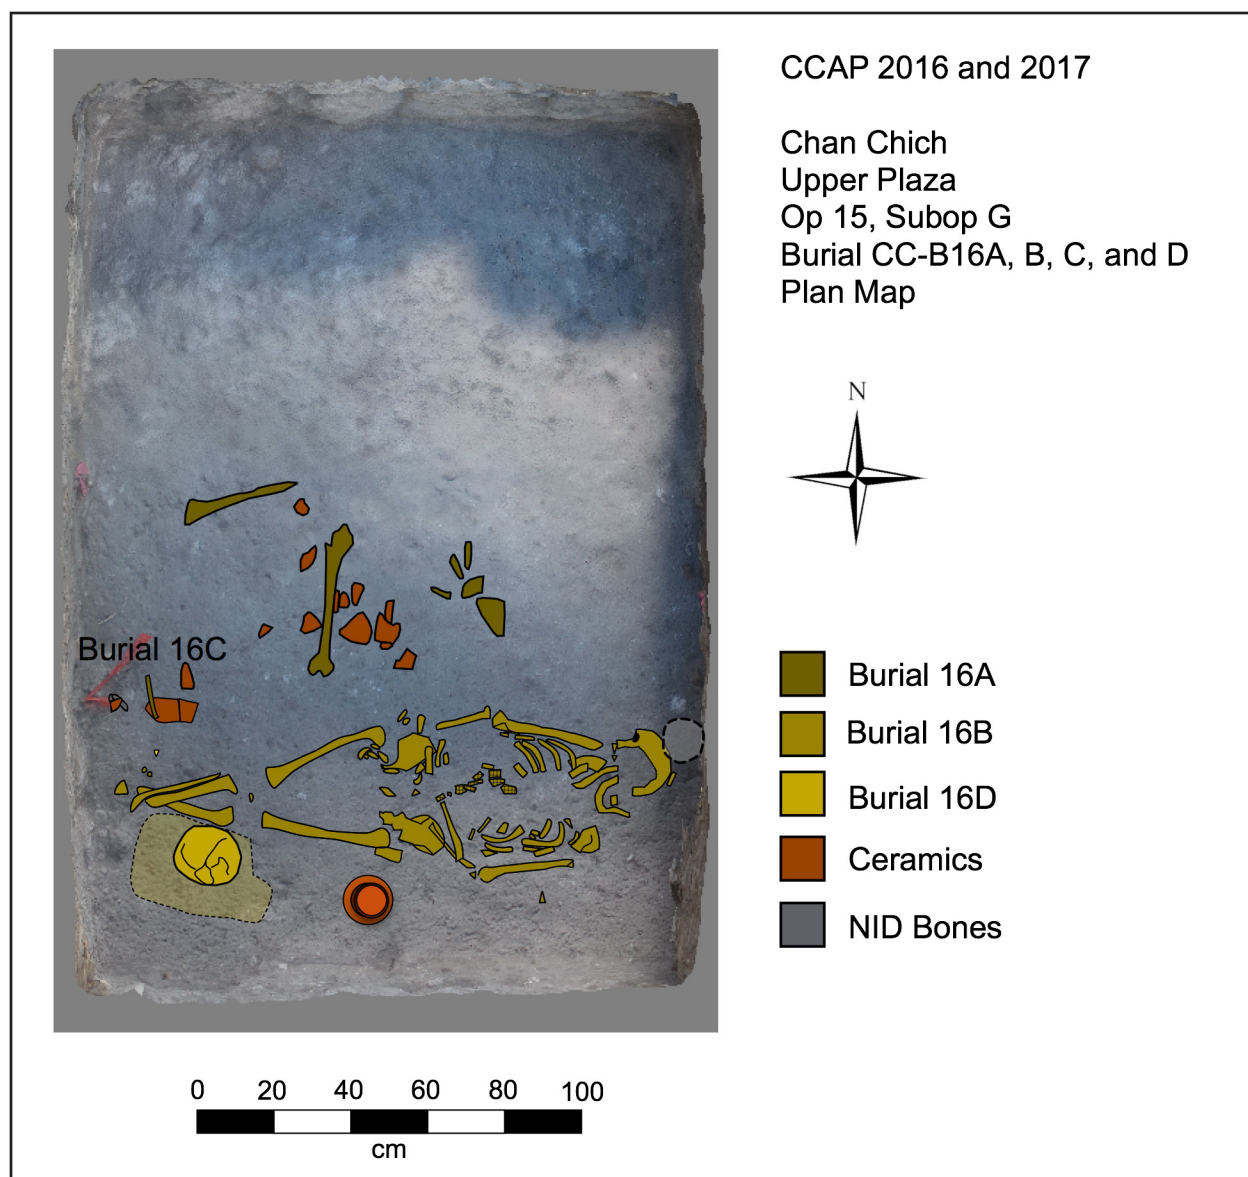 CCAP 2016 and 2017
Chan Chich
Upper Plaza
Op 15, Subop G
Burial CC-B16A, B, C, and D
Plan Map
N
Burial 16C
Burial 16A
Burial 16B
Burial 16D
Ceramics
NID Bones
0 20 40 60 80 100
cm